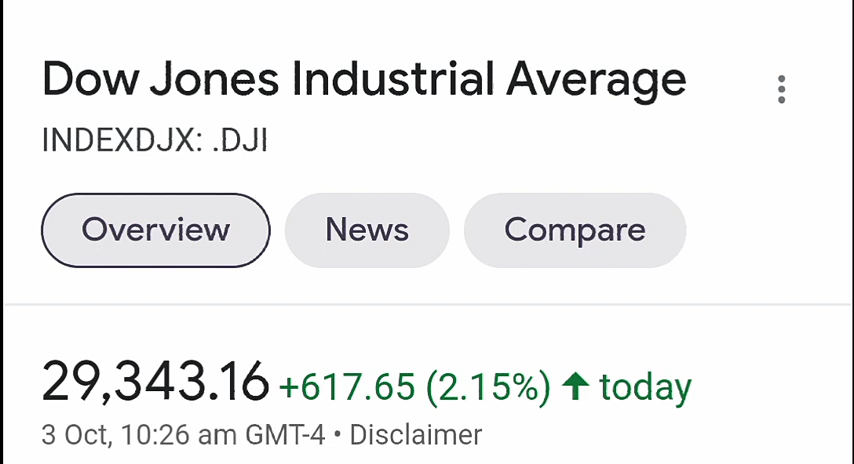 Dow Jones Industrial Average
INDEXDJX: .DJI
Overview News Compare
29,343.16 +617.65 (2.15%) ↑ today
3 Oct, 10:26 am GMT-4 • Disclaimer